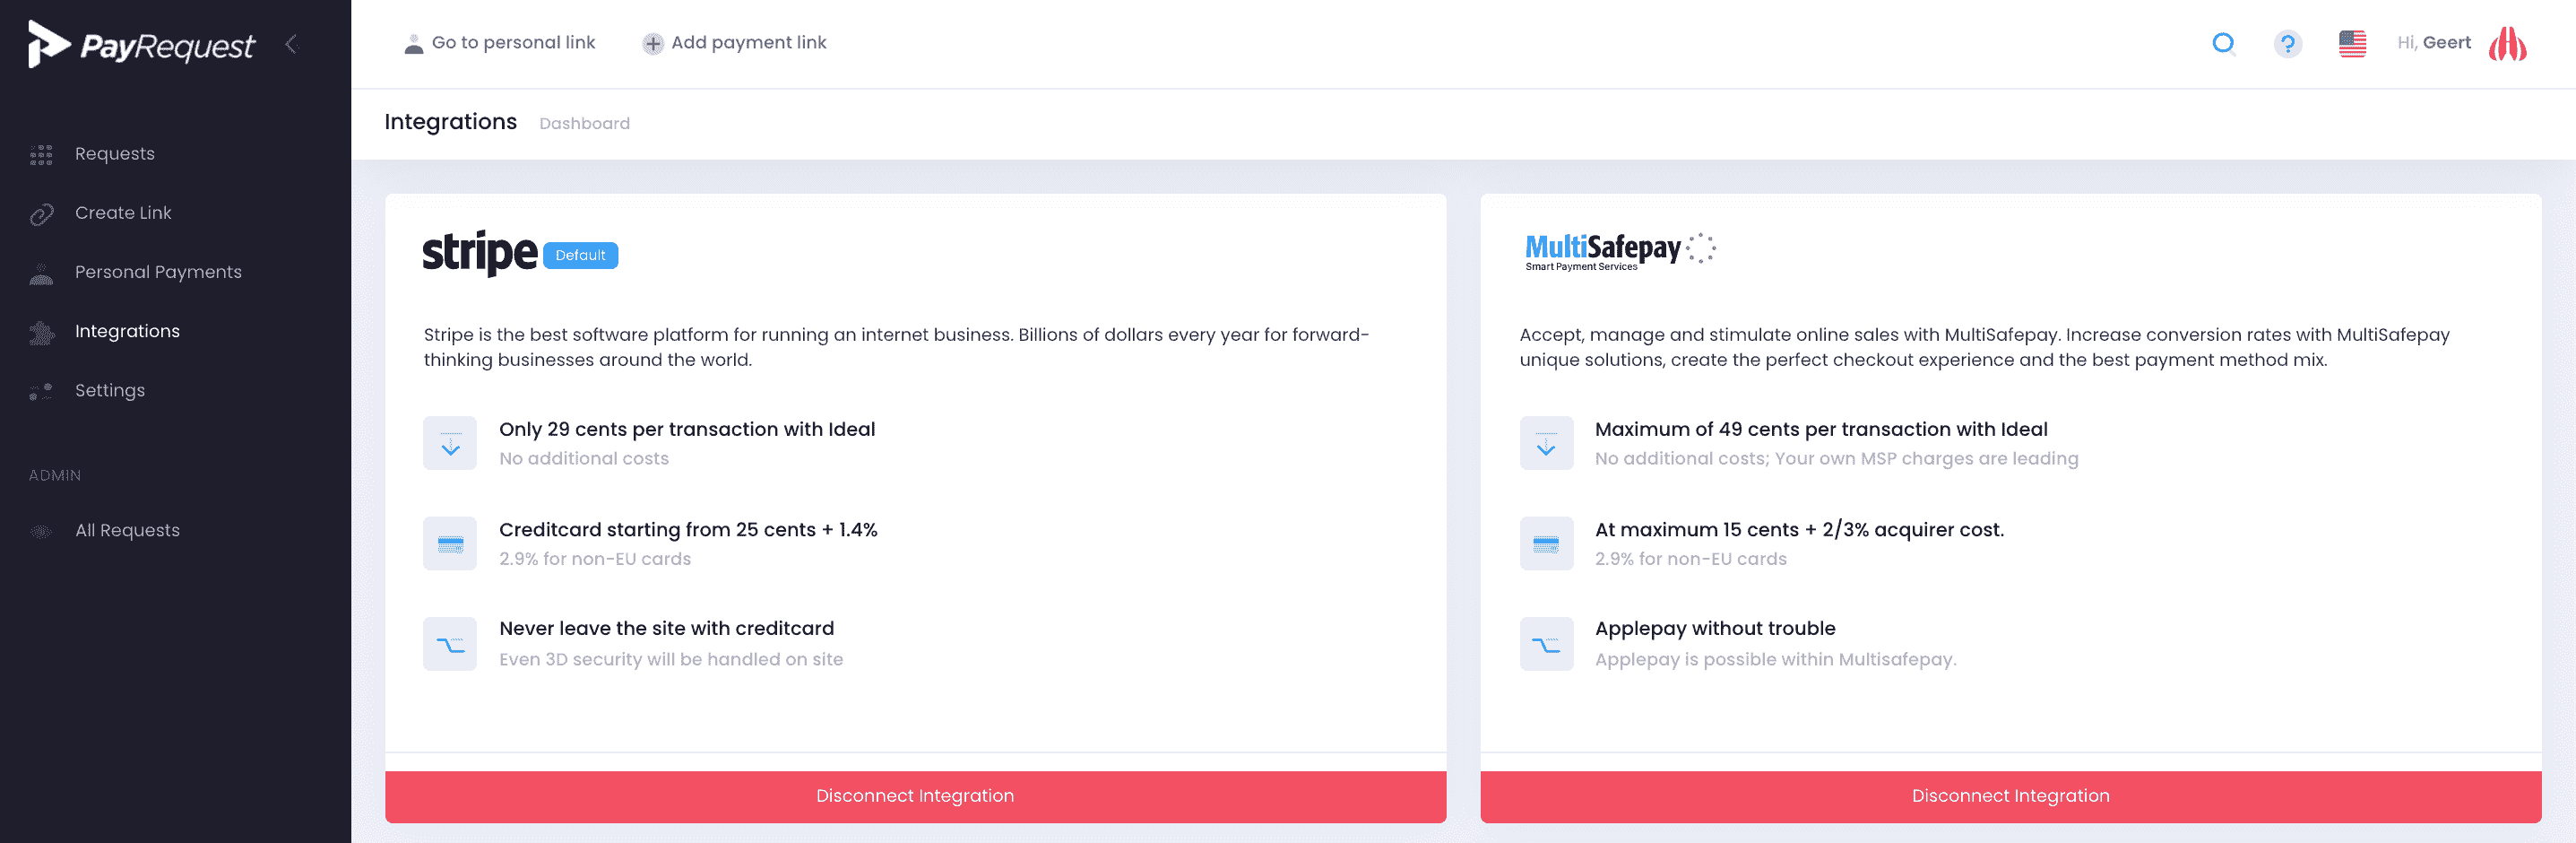 PayRequest
Go to personal link
Add payment link
Hi, Geert
Integrations Dashboard
Requests
Create Link
Personal Payments
Integrations
Settings
ADMIN
All Requests
stripe Default
Stripe is the best software platform for running an internet business. Billions of dollars every year for forward-
thinking businesses around the world.
Only 29 cents per transaction with Ideal
No additional costs
Creditcard starting from 25 cents + 1.4%
2.9% for non-EU cards
Never leave the site with creditcard
Even 3D security will be handled on site
Disconnect Integration
MultiSafepay
Smart Payment Services
Accept, manage and stimulate online sales with MultiSafepay. Increase conversion rates with MultiSafepay
unique solutions, create the perfect checkout experience and the best payment method mix.
Maximum of 49 cents per transaction with Ideal
No additional costs; Your own MSP charges are leading
At maximum 15 cents + 2/3% acquirer cost.
2.9% for non-EU cards
Applepay without trouble
Applepay is possible within Multisafepay.
Disconnect Integration